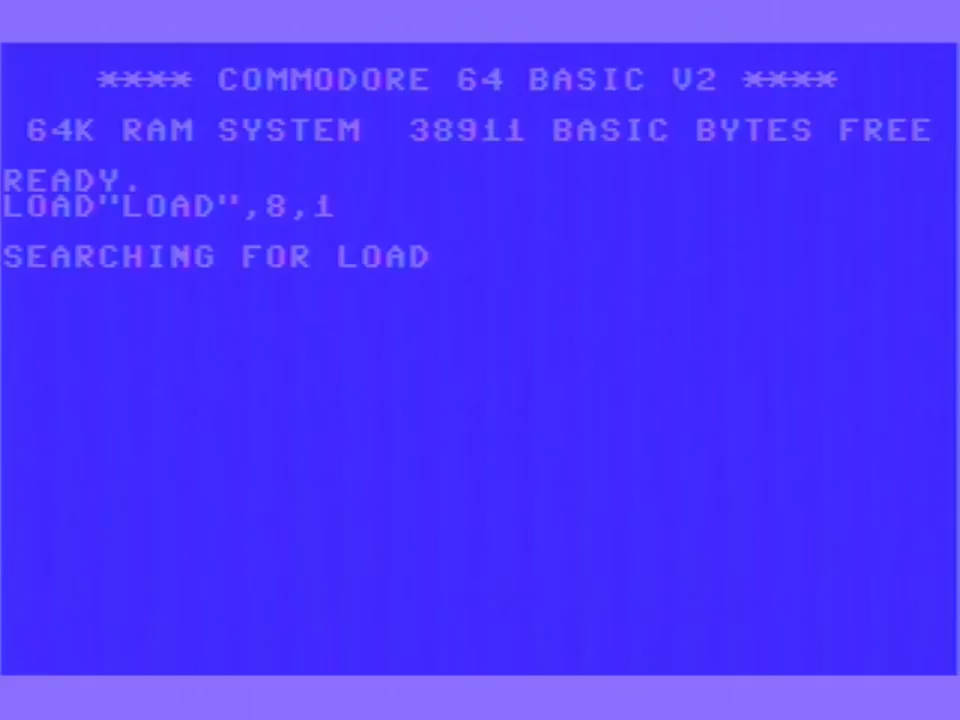 **** COMMODORE 64 BASIC V2 ****
64K RAM SYSTEM  38911 BASIC BYTES FREE
READY.
LOAD"LOAD",8,1
SEARCHING FOR LOAD